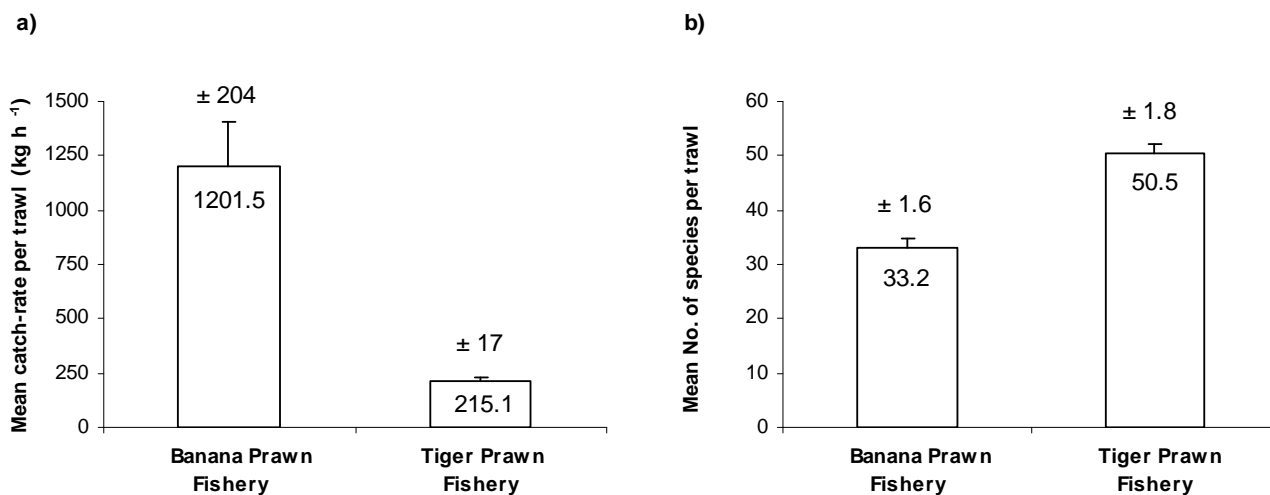 a)
Mean catch-rate per trawl (kg h -1)
1500
1250
1000
750
500
250
0
± 204
1201.5
± 17
215.1
Banana Prawn
Fishery
Tiger Prawn
Fishery
b)
Mean No. of species per trawl
60
50
40
30
20
10
0
± 1.6
33.2
± 1.8
50.5
Banana Prawn
Fishery
Tiger Prawn
Fishery